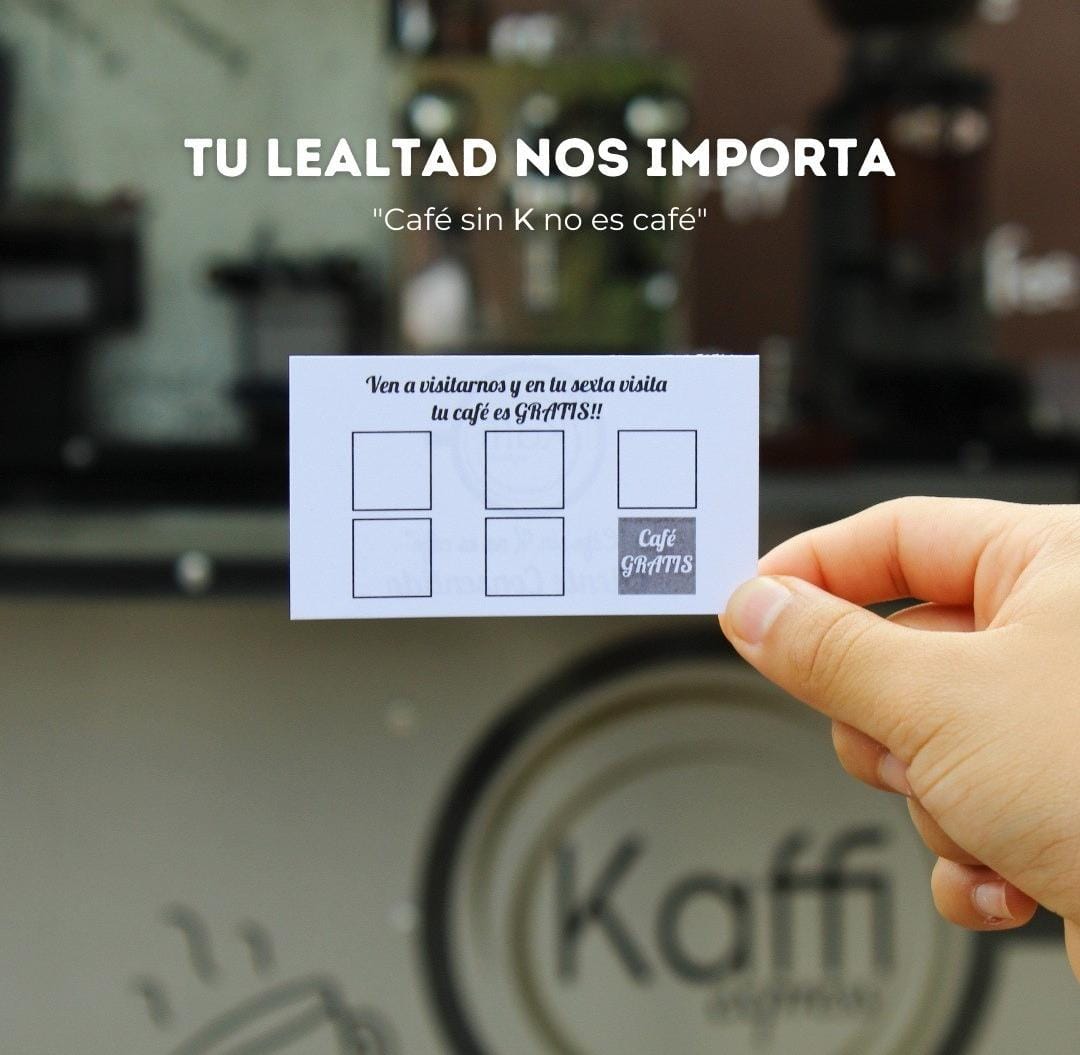 TU LEALTAD NOS IMPORTA
"Café sin K no es café"
Ven a visitarnos y en tu sexta visita
tu café es GRATIS!!
Café
GRATIS
Kaffi